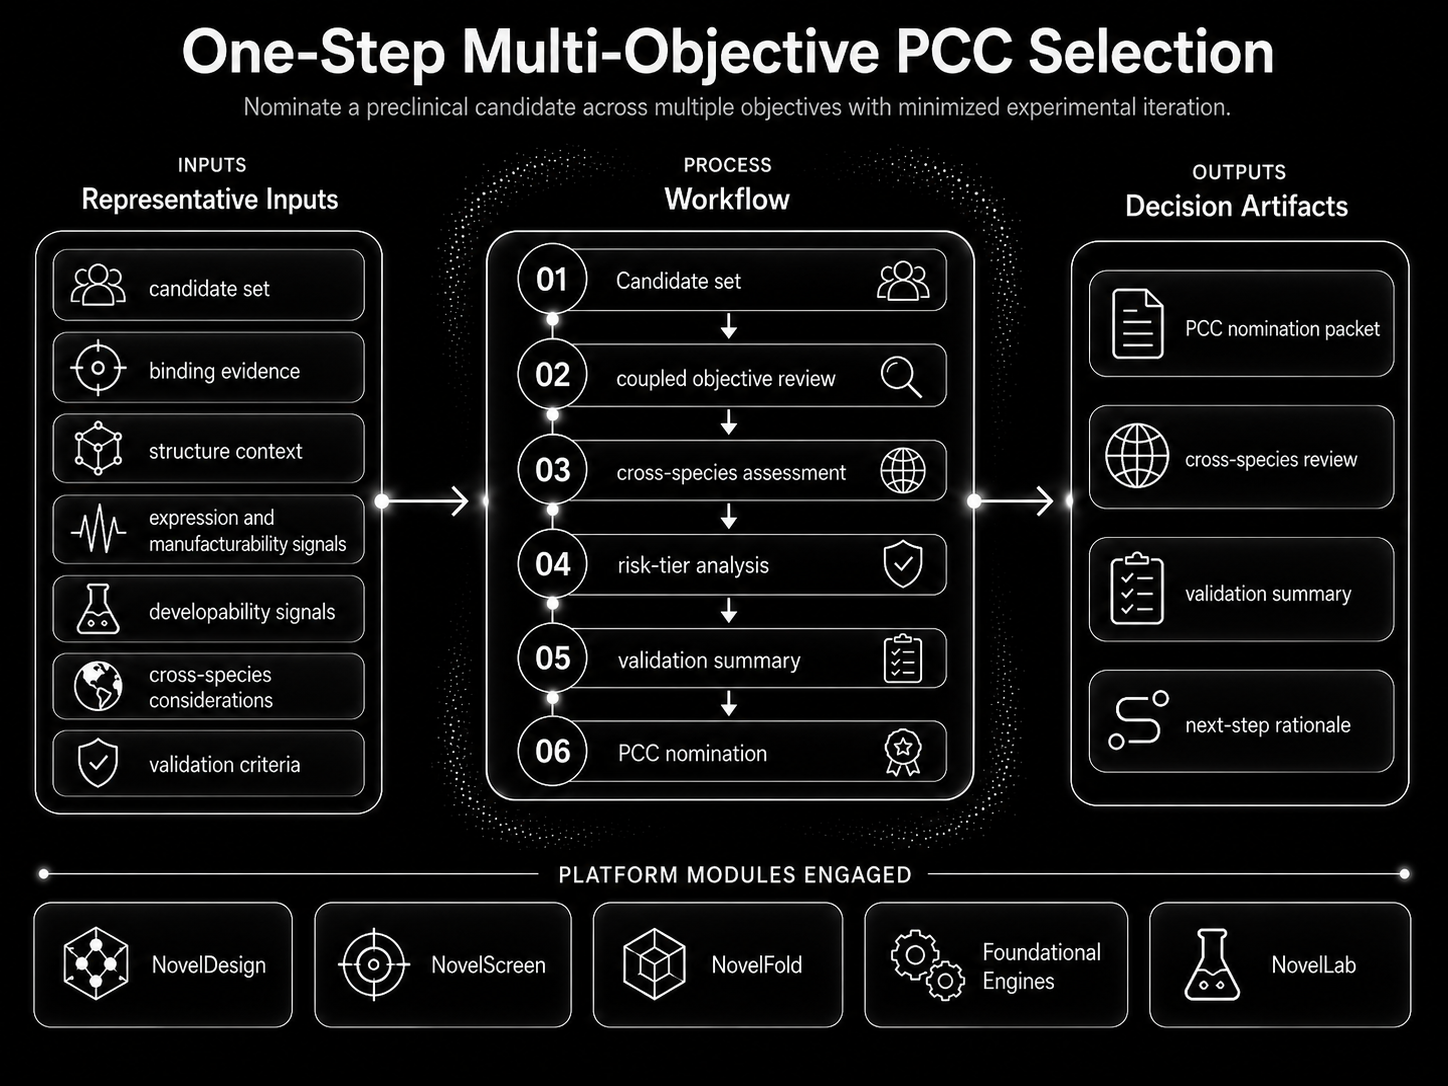 One-Step Multi-Objective PCC Selection
Nominate a preclinical candidate across multiple objectives with minimized experimental iteration.
INPUTS
Representative Inputs
candidate set
binding evidence
structure context
expression and
manufacturability signals
developability signals
cross-species
considerations
validation criteria
PROCESS
Workflow
01 Candidate set
02 coupled objective review
03 cross-species assessment
04 risk-tier analysis
05 validation summary
06 PCC nomination
OUTPUTS
Decision Artifacts
PCC nomination packet
cross-species review
validation summary
next-step rationale
PLATFORM MODULES ENGAGED
NovelDesign
NovelScreen
NovelFold
Foundational
Engines
NovelLab